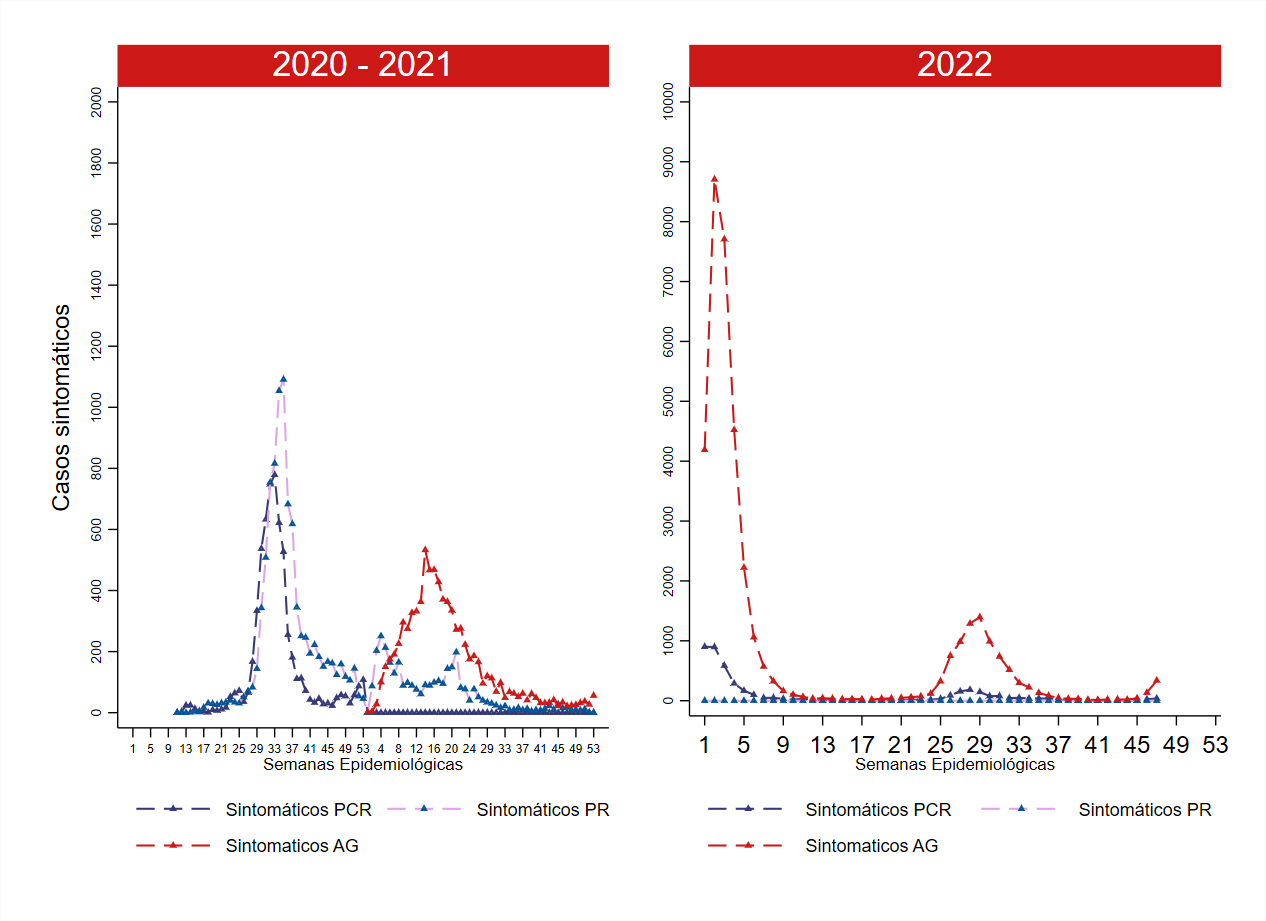 2020 - 2021
2000
1800
1600
1400
1200
1000
800
600
400
200
0
Casos sintomáticos
1 5 9 13 17 21 25 29 33 37 41 45 49 53 4 8 12 16 20 24 29 33 37 41 45 49 53
Semanas Epidemiológicas
Sintomáticos PCR Sintomáticos PR
Sintomaticos AG
2022
10000
9000
8000
7000
6000
5000
4000
3000
2000
1000
0
1 5 9 13 17 21 25 29 33 37 41 45 49 53
Semanas Epidemiológicas
Sintomáticos PCR Sintomáticos PR
Sintomaticos AG